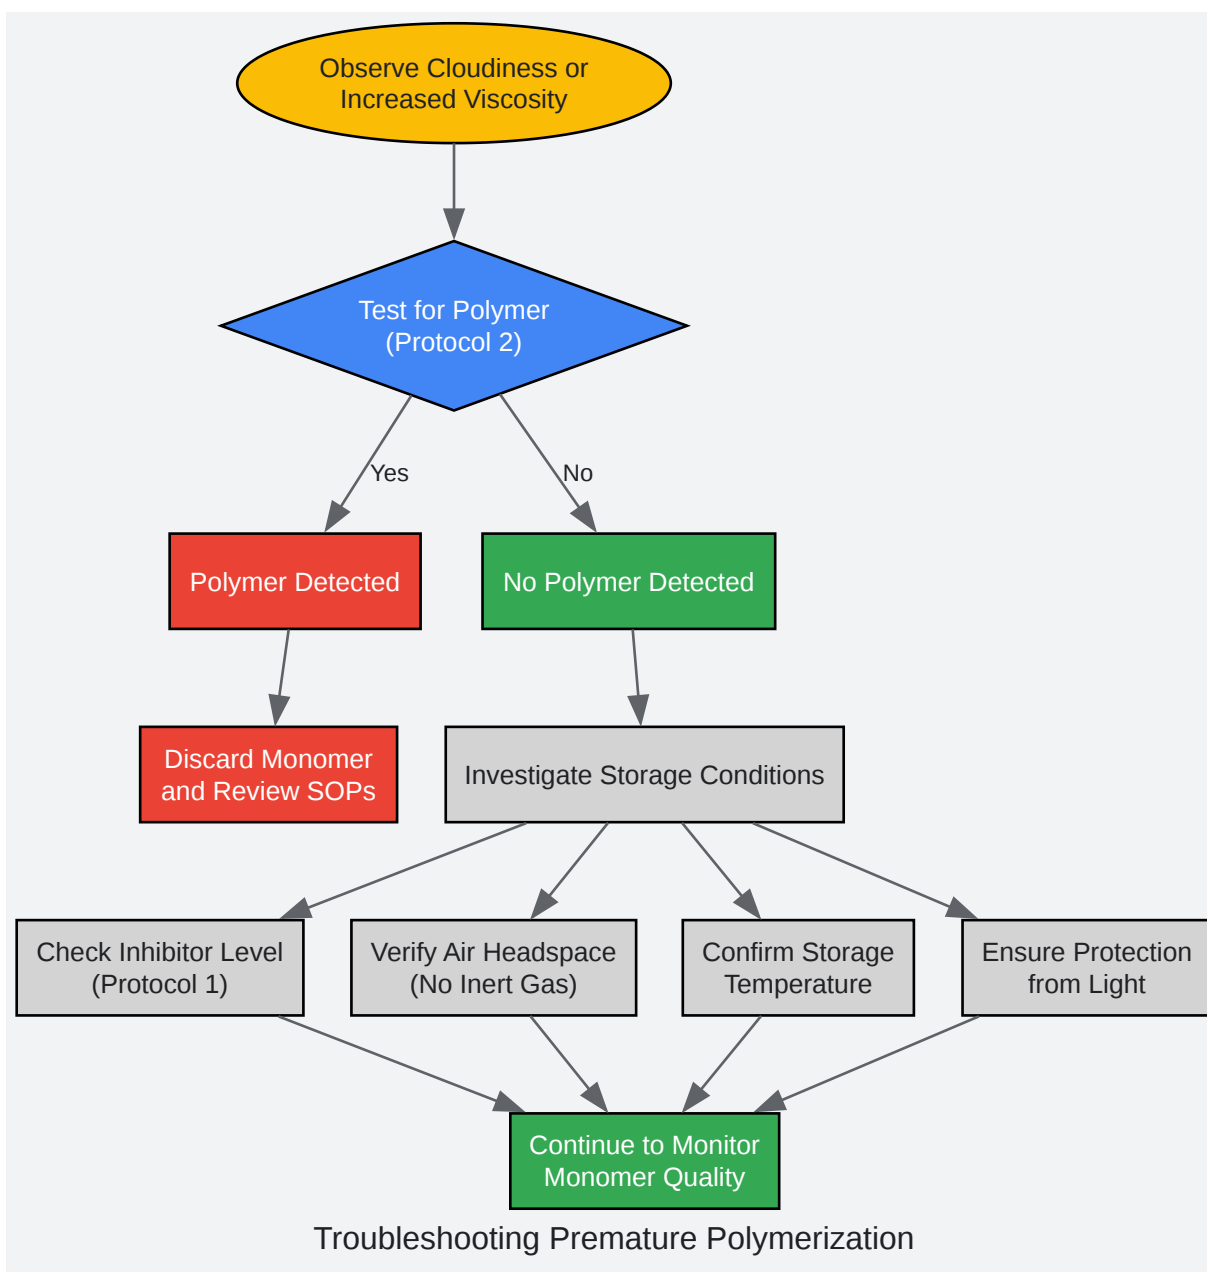 Observe Cloudiness or
Increased Viscosity
Test for Polymer
(Protocol 2)
Yes
No
Polymer Detected
No Polymer Detected
Discard Monomer
and Review SOPs
Investigate Storage Conditions
Check Inhibitor Level
(Protocol 1)
Verify Air Headspace
(No Inert Gas)
Confirm Storage
Temperature
Ensure Protection
from Light
Continue to Monitor
Monomer Quality
Troubleshooting Premature Polymerization